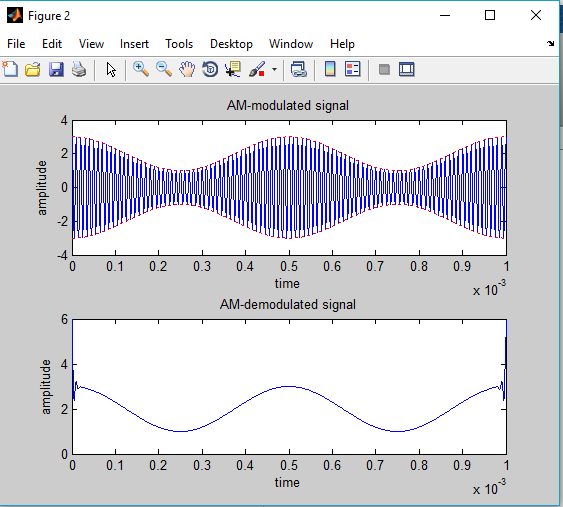 Figure 2
File Edit View Insert Tools Desktop Window Help
AM-modulated signal
4
2
0
-2
-4
amplitude
0 0.1 0.2 0.3 0.4 0.5 0.6 0.7 0.8 0.9 1
time
x 10^-3
AM-demodulated signal
6
4
2
0
amplitude
0 0.1 0.2 0.3 0.4 0.5 0.6 0.7 0.8 0.9 1
time
x 10^-3